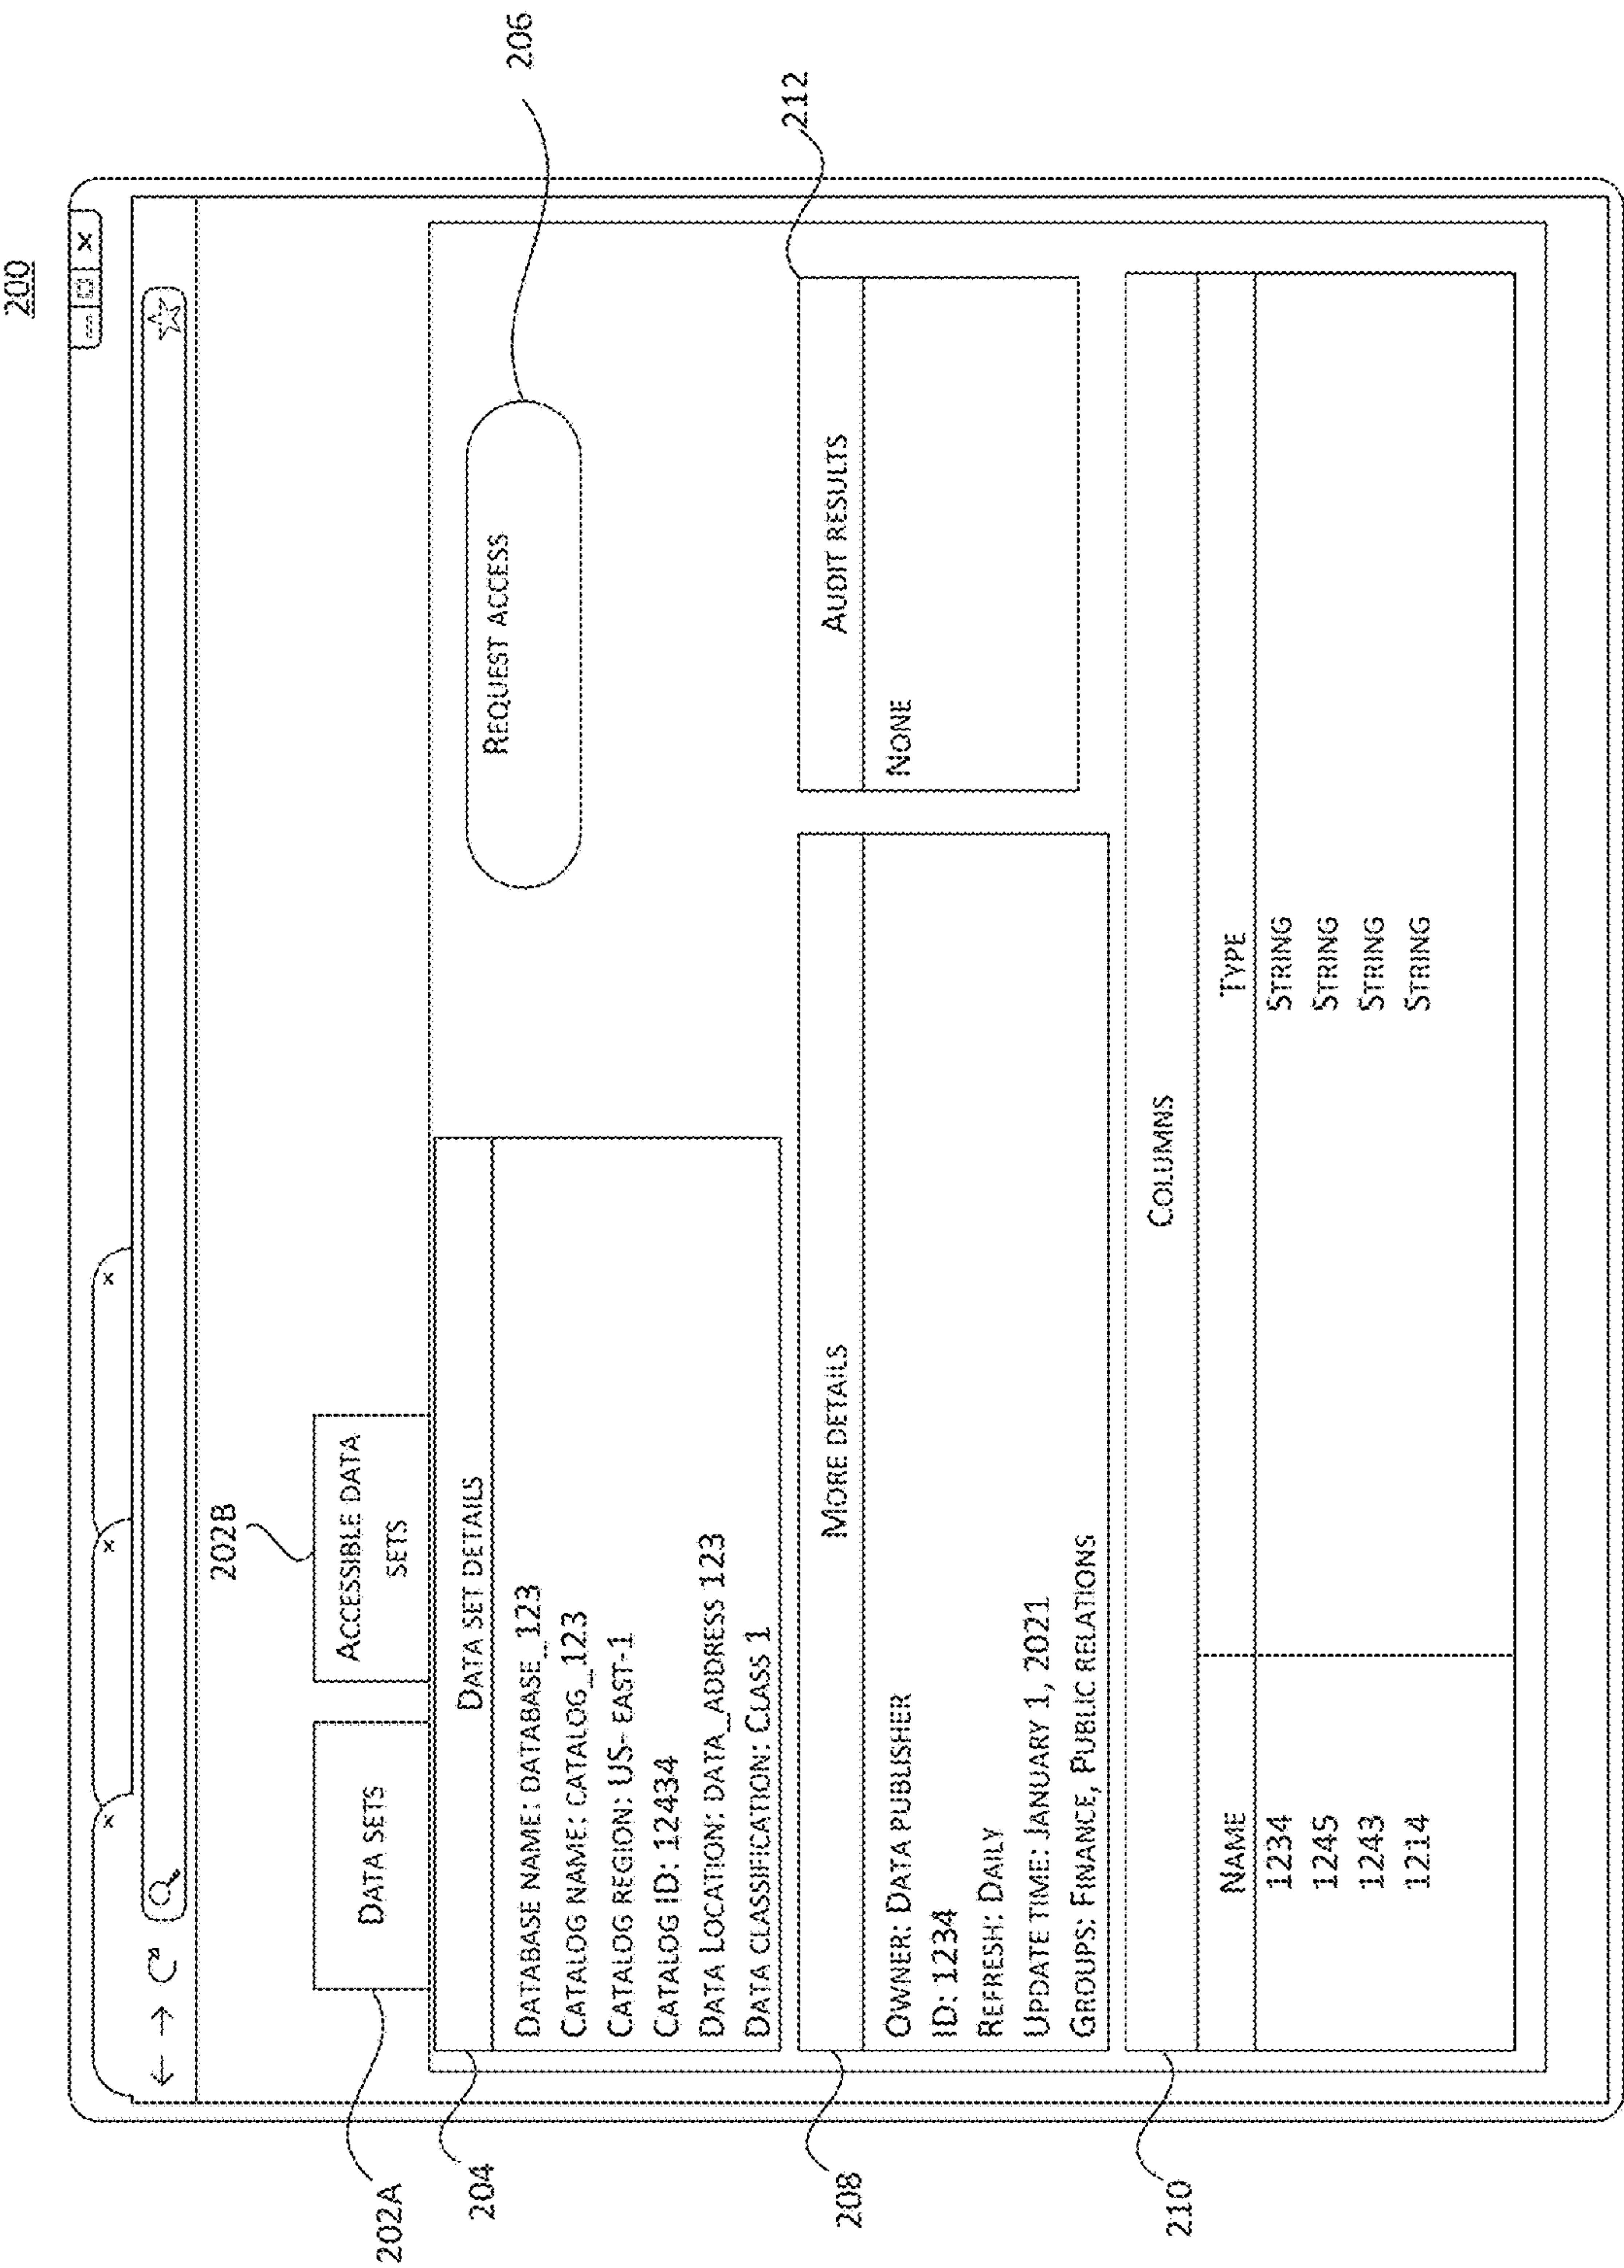 200
202B
206
202A
DATA SETS
ACCESSIBLE DATA
SETS
204
DATA SET DETAILS
DATABASE NAME: DATABASE_123
CATALOG NAME: CATALOG_123
CATALOG REGION: US- EAST-1
CATALOG ID: 12434
DATA LOCATION: DATA_ADDRESS 123
DATA CLASSIFICATION: CLASS 1
REQUEST ACCESS
212
208
MORE DETAILS
OWNER: DATA PUBLISHER
ID: 1234
REFRESH: DAILY
UPDATE TIME: JANUARY 1, 2021
GROUPS: FINANCE, PUBLIC RELATIONS
AUDIT RESULTS
NONE
210
COLUMNS
NAME TYPE
1234 STRING
1245 STRING
1243 STRING
1214 STRING